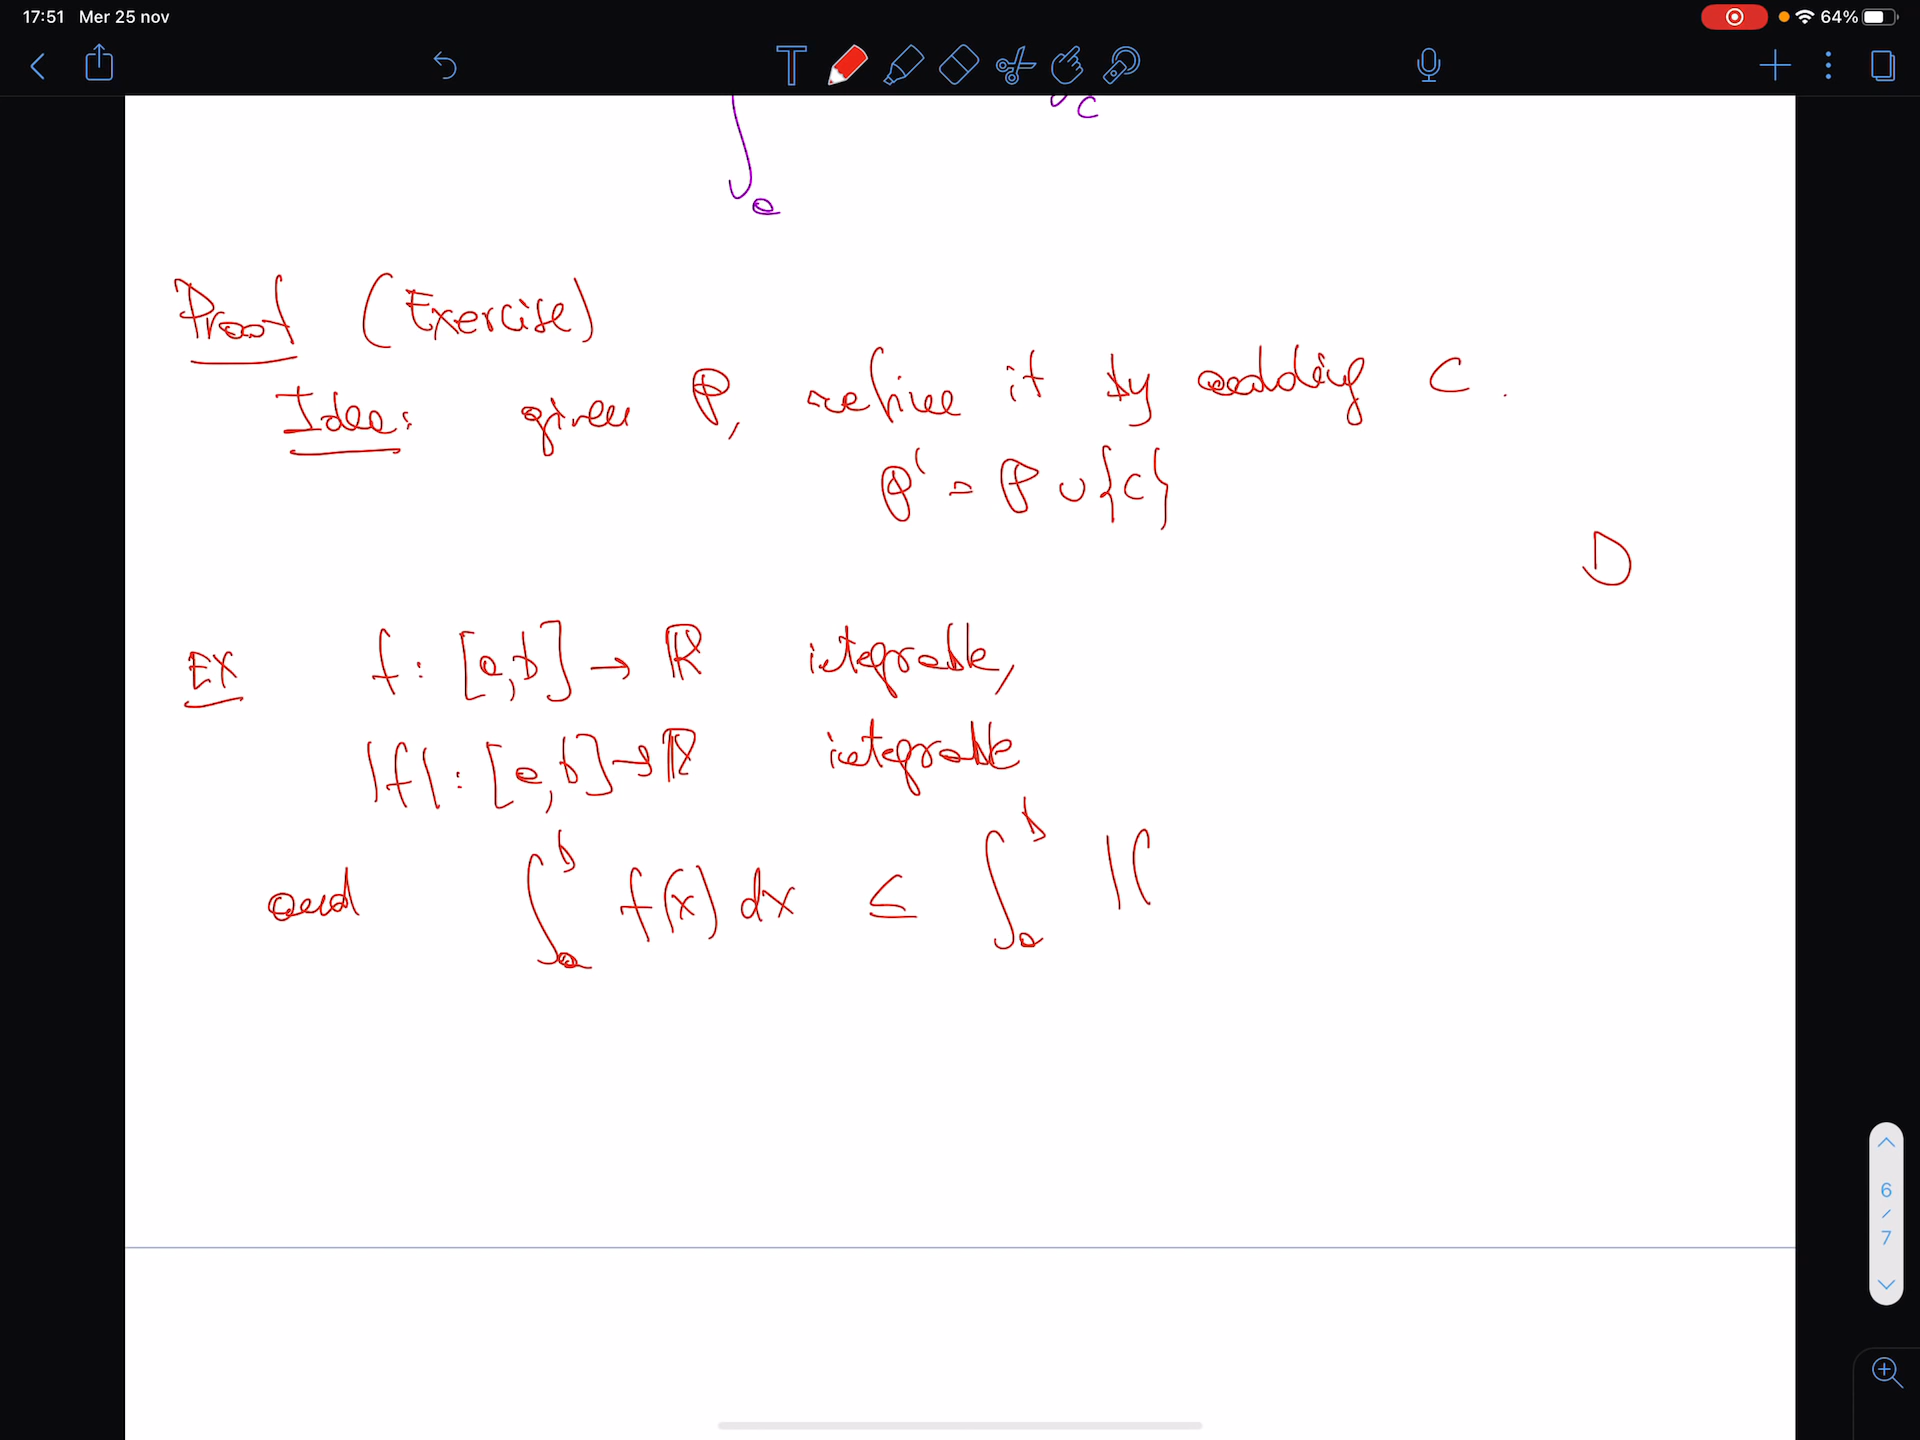 17:51 Mer 25 nov 64%
T
∫a c
Proof (Exercise)
Idea: given P, refine it by adding c.
P' = P ∪ {c}
D
EX f: [a,b] → ℝ integrable,
|f|: [a,b] → ℝ integrable
and ∫_a^b f(x) dx ≤ ∫_a^b |f
6
/
7